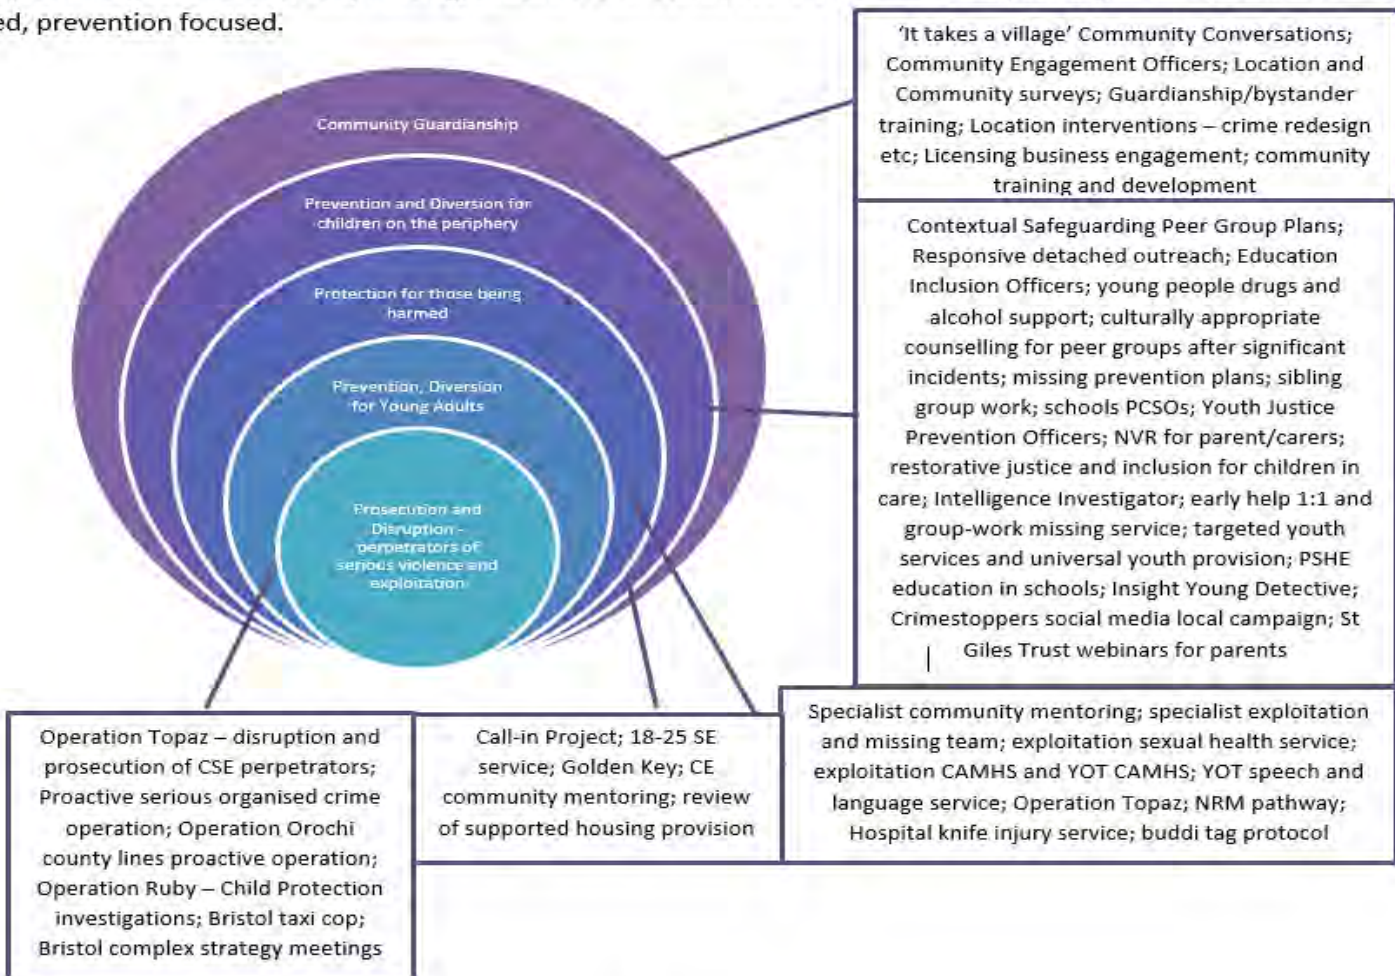 ed, prevention focused.
Community Guardianship
Prevention and Diversion for
children on the periphery
Protection for those being
harmed
Prevention, Diversion
for Young Adults
Prosecution and
Disruption -
perpetrators of
serious violence and
exploitation
‘It takes a village’ Community Conversations;
Community Engagement Officers; Location and
Community surveys; Guardianship/bystander
training; Location interventions – crime redesign
etc; Licensing business engagement; community
training and development
Contextual Safeguarding Peer Group Plans;
Responsive detached outreach; Education
Inclusion Officers; young people drugs and
alcohol support; culturally appropriate
counselling for peer groups after significant
incidents; missing prevention plans; sibling
group work; schools PCSOs; Youth Justice
Prevention Officers; NVR for parent/carers;
restorative justice and inclusion for children in
care; Intelligence Investigator; early help 1:1 and
group-work missing service; targeted youth
services and universal youth provision; PSHE
education in schools; Insight Young Detective;
Crimestoppers social media local campaign; St
Giles Trust webinars for parents
Operation Topaz – disruption and
prosecution of CSE perpetrators;
Proactive serious organised crime
operation; Operation Orochi
county lines proactive operation;
Operation Ruby – Child Protection
investigations; Bristol taxi cop;
Bristol complex strategy meetings
Call-in Project; 18-25 SE
service; Golden Key; CE
community mentoring; review
of supported housing provision
Specialist community mentoring; specialist exploitation
and missing team; exploitation sexual health service;
exploitation CAMHS and YOT CAMHS; YOT speech and
language service; Operation Topaz; NRM pathway;
Hospital knife injury service; buddi tag protocol